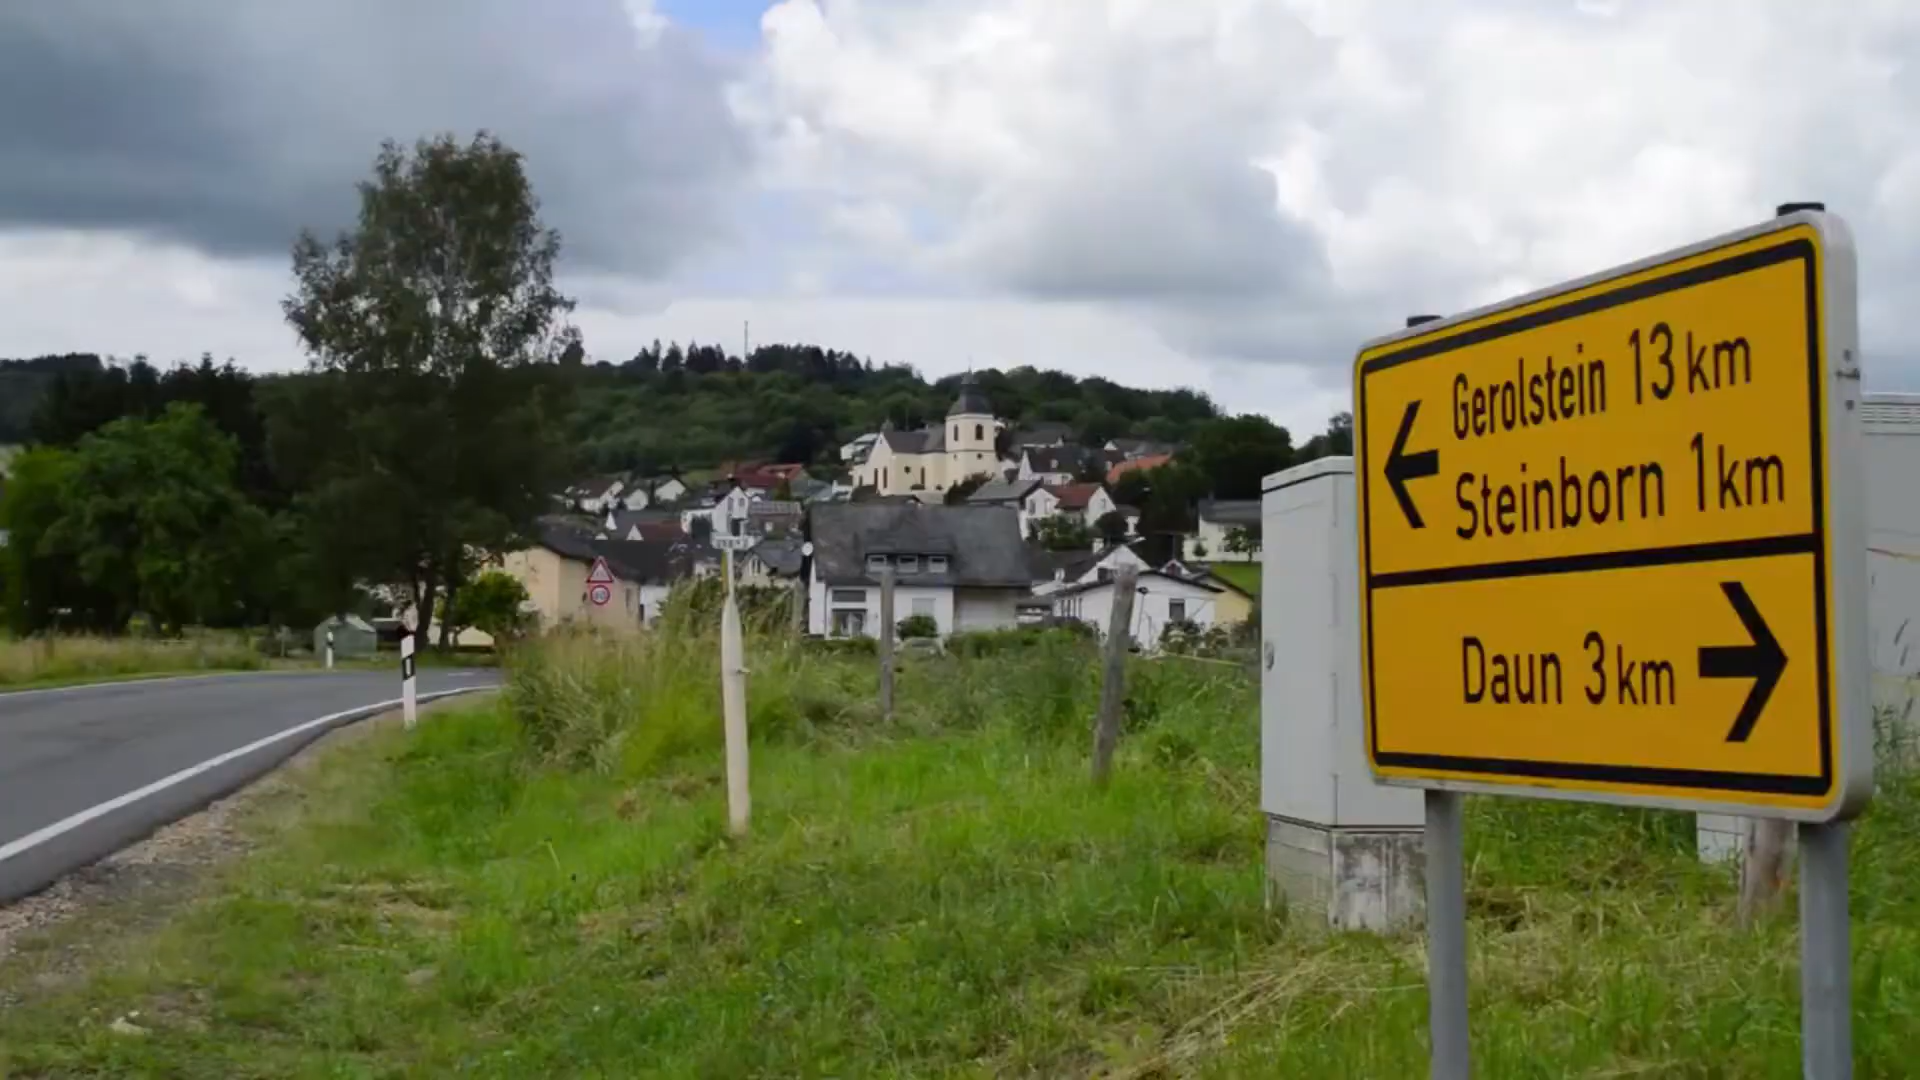 Gerolstein 13 km
Steinborn 1 km
Daun 3 km